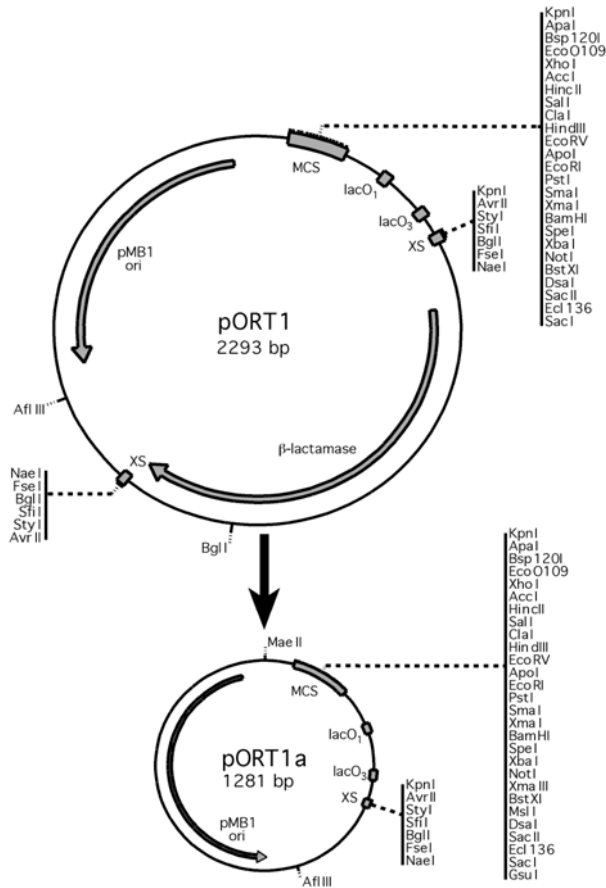 KpnI
ApaI
Bsp120I
EcoO109
XhoI
AccI
HincII
SalI
ClaI
HindIII
EcoRV
ApoI
EcoRI
PstI
SmaI
XmaI
BamHI
SpeI
XbaI
NotI
BstXI
DsaI
SacII
Ecl136
SacI
MCS
lacO1
lacO3
XS
KpnI
AvrII
StyI
SfiI
BglI
FseI
NaeI
pMB1
ori
pORT1
2293 bp
AflIII
β-lactamase
XS
NaeI
FseI
BglI
SfiI
StyI
AvrII
BglI
KpnI
ApaI
Bsp120I
EcoO109
XhoI
AccI
HincII
SalI
ClaI
HindIII
EcoRV
ApoI
EcoRI
PstI
SmaI
XmaI
BamHI
SpeI
XbaI
NotI
XmaIII
BstXI
MslI
DsaI
SacII
Ecl136
SacI
GsuI
MaeII
MCS
lacO1
lacO3
XS
pORT1a
1281 bp
KpnI
AvrII
StyI
SfiI
BglI
FseI
NaeI
pMB1
ori
AflIII